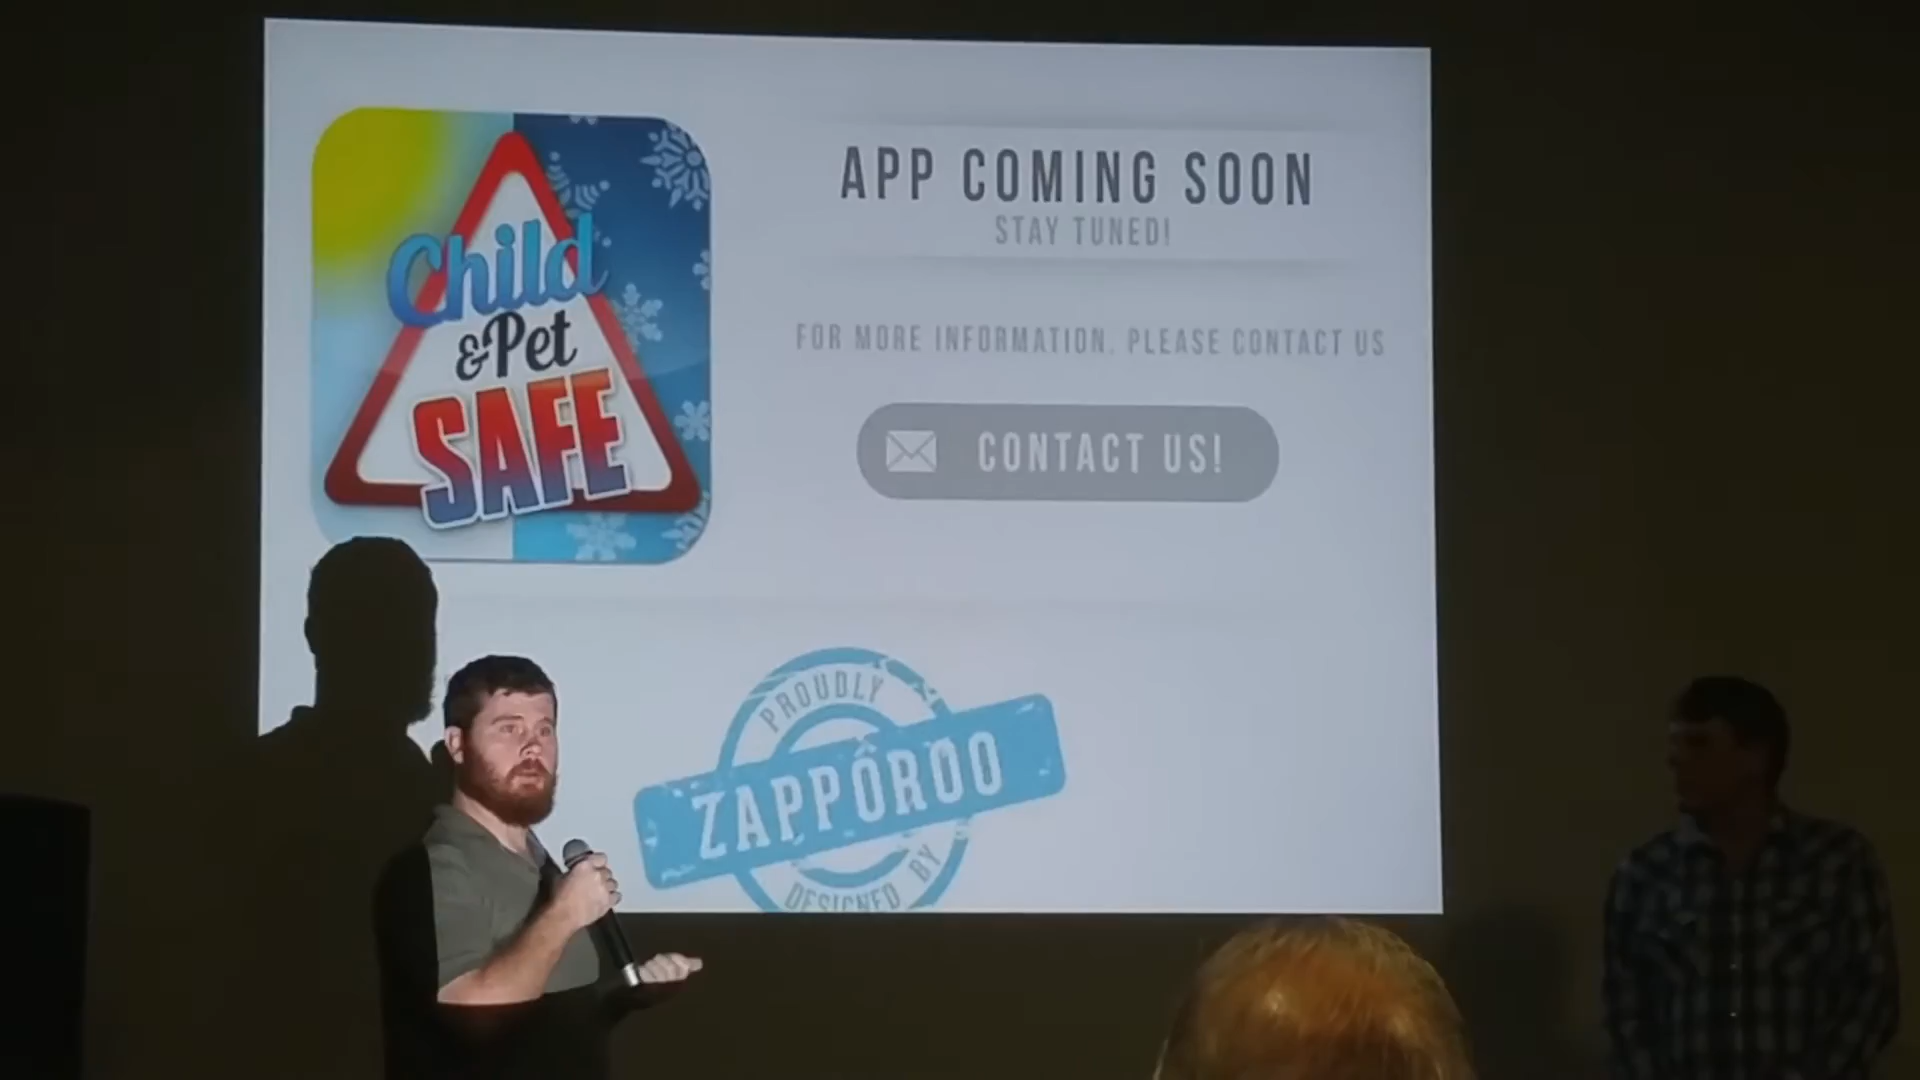 Child
& Pet
SAFE
APP COMING SOON
STAY TUNED!
FOR MORE INFORMATION, PLEASE CONTACT US
CONTACT US!
PROUDLY
ZAPPÔROO
DESIGNED BY